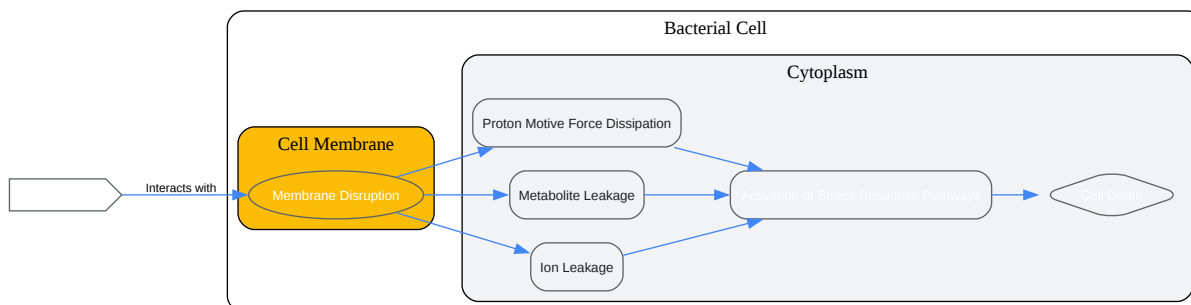 Bacterial Cell
Cytoplasm
Proton Motive Force Dissipation
Cell Membrane
Interacts with
Membrane Disruption
Metabolite Leakage
Activation of Stress Response Pathways
Cell Death
Ion Leakage